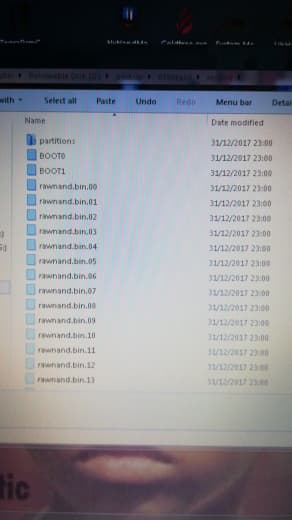 with Select all Paste Undo Redo Menu bar
Name Date modified
partitions 31/12/2017 23:00
BOOT0 31/12/2017 23:00
BOOT1 31/12/2017 23:00
rawnand.bin.00 31/12/2017 23:00
rawnand.bin.01 31/12/2017 23:00
rawnand.bin.02 31/12/2017 23:00
rawnand.bin.03 31/12/2017 23:00
rawnand.bin.04 31/12/2017 23:00
rawnand.bin.05 31/12/2017 23:00
rawnand.bin.06 31/12/2017 23:00
rawnand.bin.07 31/12/2017 23:00
rawnand.bin.08 31/12/2017 23:00
rawnand.bin.09 31/12/2017 23:00
rawnand.bin.10 31/12/2017 23:00
rawnand.bin.11 31/12/2017 23:00
rawnand.bin.12 31/12/2017 23:00
rawnand.bin.13 31/12/2017 23:00
tic